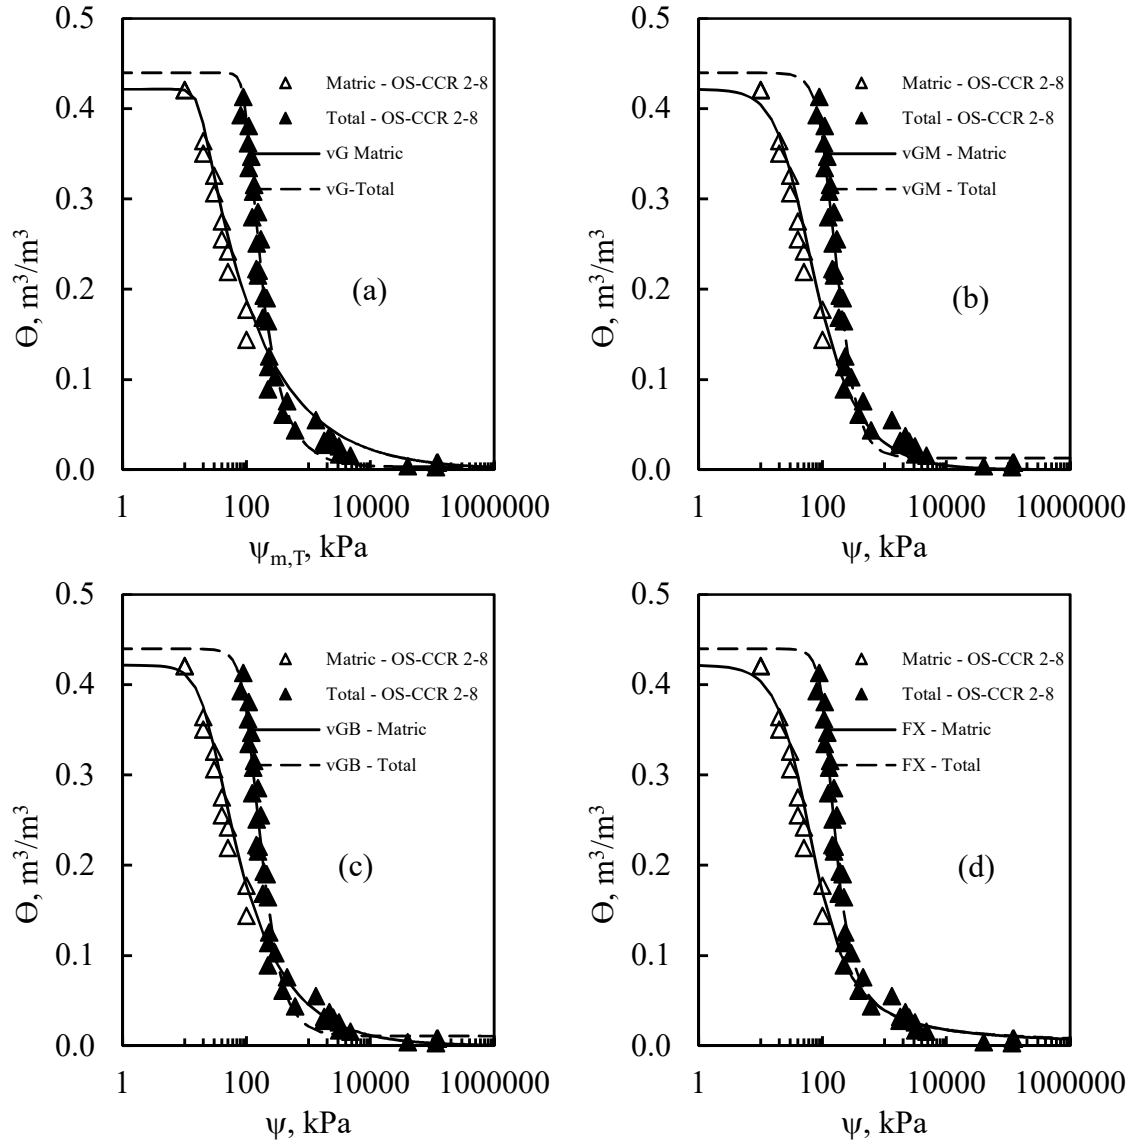 0.5
0.4
0.3
0.2
0.1
0.0
Ɵ, m³/m³
Matric - OS-CCR 2-8
Total - OS-CCR 2-8
vG Matric
vG-Total
(a)
1 100 10000 1000000
ψm,T, kPa
0.5
0.4
0.3
0.2
0.1
0.0
Ɵ, m³/m³
Matric - OS-CCR 2-8
Total - OS-CCR 2-8
vGM - Matric
vGM - Total
(b)
1 100 10000 1000000
ψ, kPa
0.5
0.4
0.3
0.2
0.1
0.0
Ɵ, m³/m³
Matric - OS-CCR 2-8
Total - OS-CCR 2-8
vGB - Matric
vGB - Total
(c)
1 100 10000 1000000
ψ, kPa
0.5
0.4
0.3
0.2
0.1
0.0
Ɵ, m³/m³
Matric - OS-CCR 2-8
Total - OS-CCR 2-8
FX - Matric
FX - Total
(d)
1 100 10000 1000000
ψ, kPa